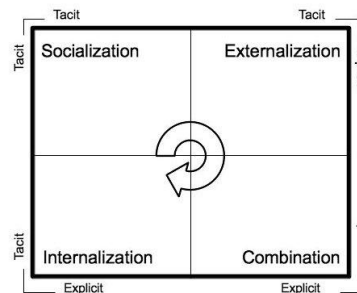 Tacit Tacit
Tacit
Socialization Externalization
Internalization Combination
Tacit
Explicit Explicit